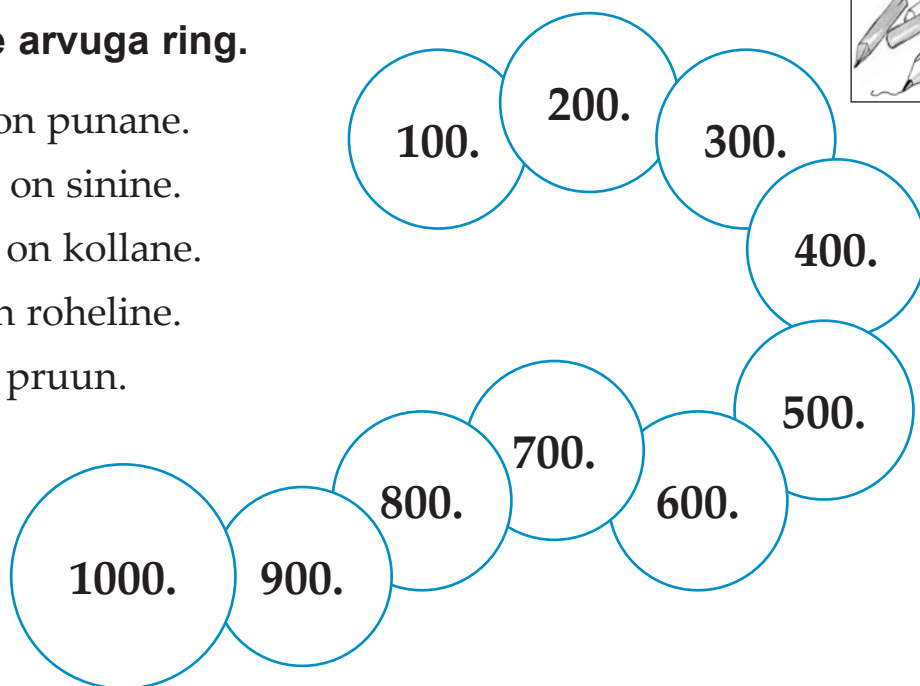 e arvuga ring.
on punane.
on sinine.
on kollane.
n roheline.
pruun.
100.
200.
300.
400.
500.
600.
700.
800.
900.
1000.